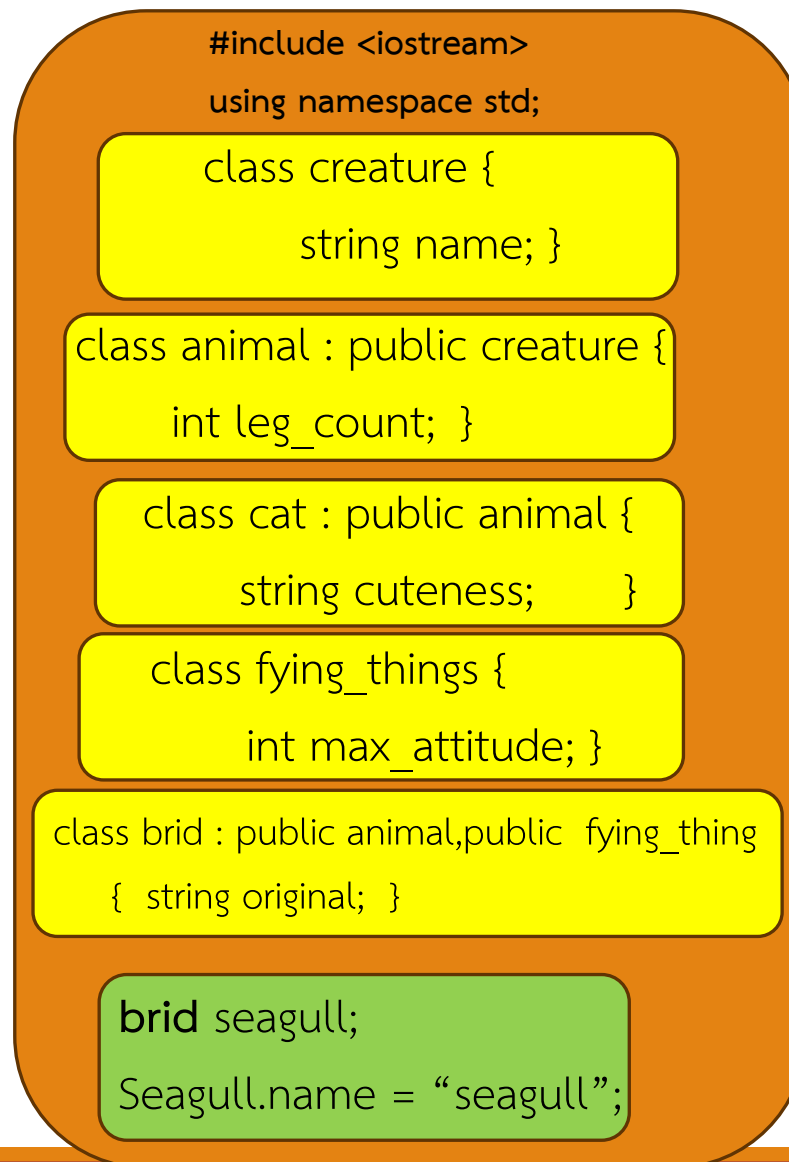 #include <iostream>
using namespace std;
class creature {
string name; }
class animal : public creature {
int leg_count; }
class cat : public animal {
string cuteness; }
class fying_things {
int max_attitude; }
class brid : public animal,public fying_thing
{ string original; }
brid seagull;
Seagull.name = “seagull”;